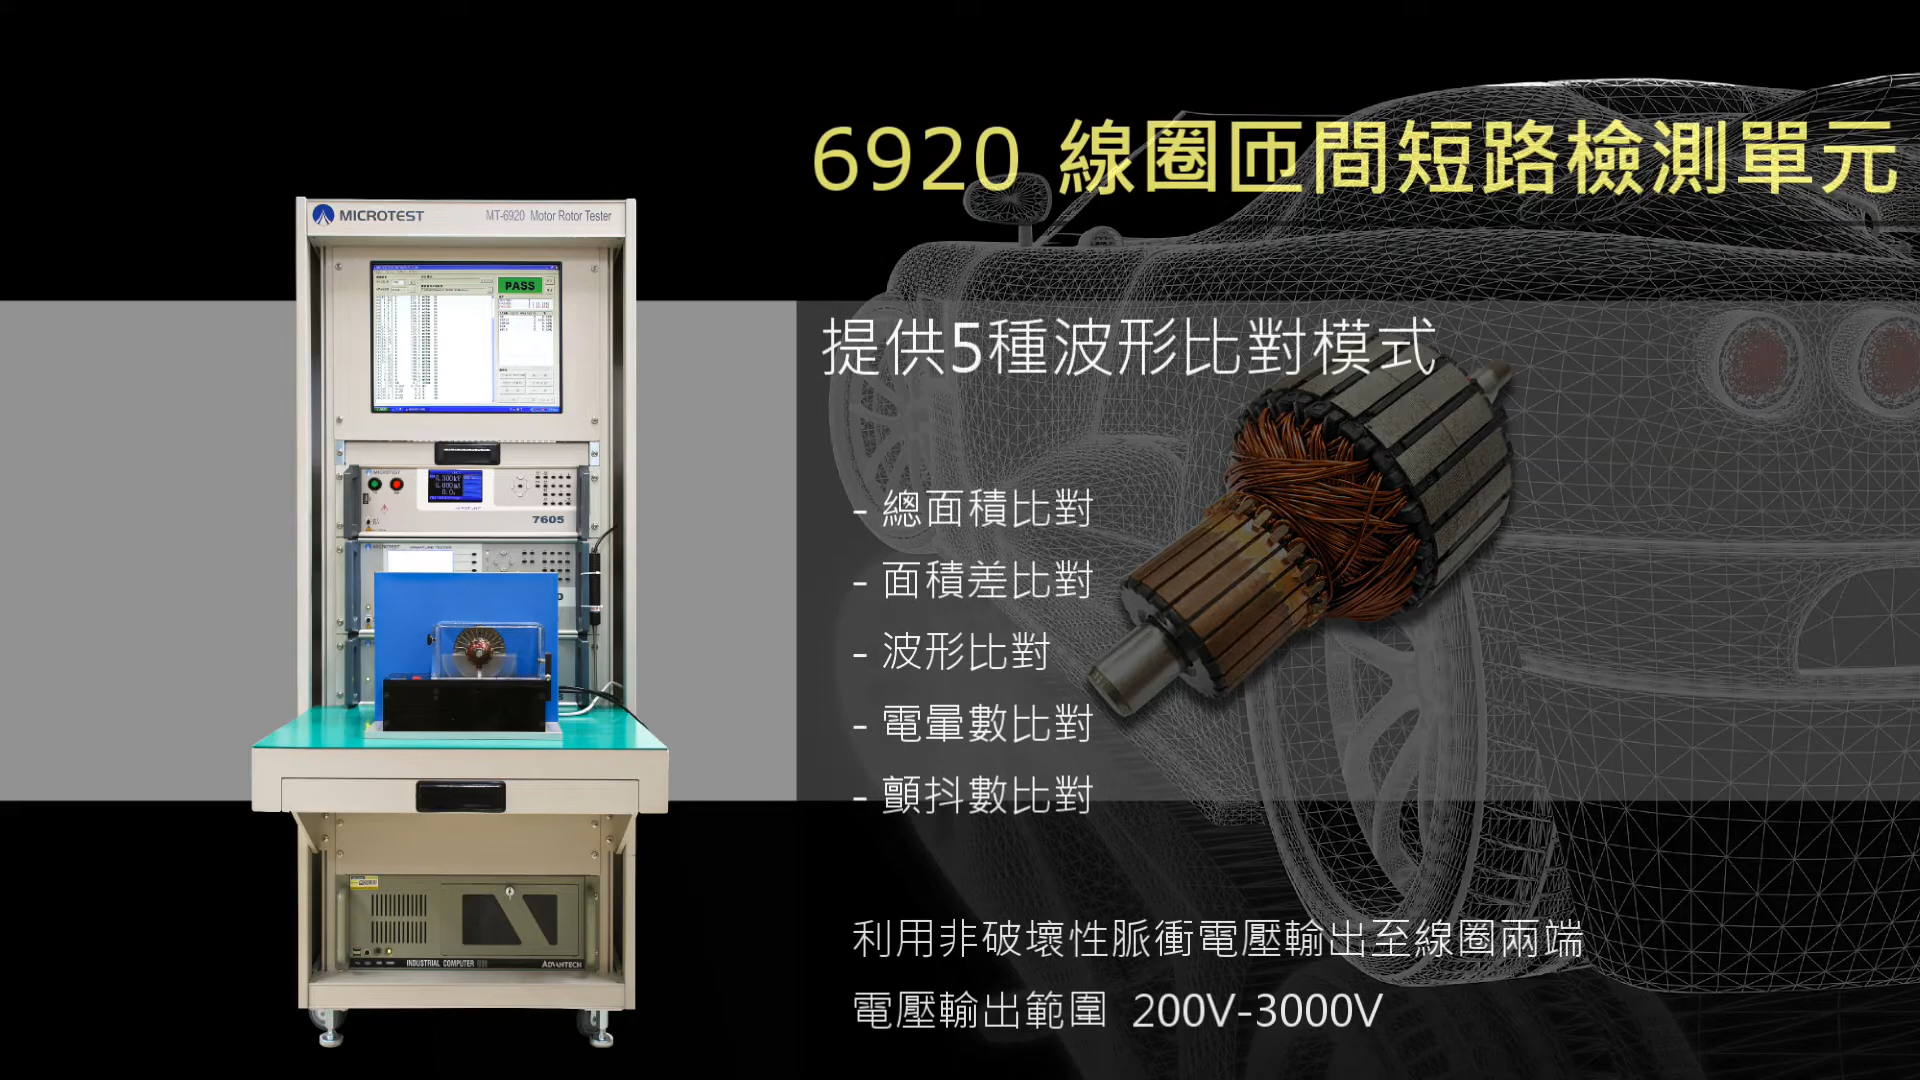 6920 線圈匝間短路檢測單元
MICROTEST
MT-6920 Motor Rotor Tester
PASS
提供5種波形比對模式
MICROTEST
7605
MICROTEST
- 總面積比對
- 面積差比對
- 波形比對
- 電暈數比對
- 顫抖數比對
INDUSTRIAL COMPUTER
ADVANTECH
利用非破壞性脈衝電壓輸出至線圈兩端
電壓輸出範圍 200V-3000V